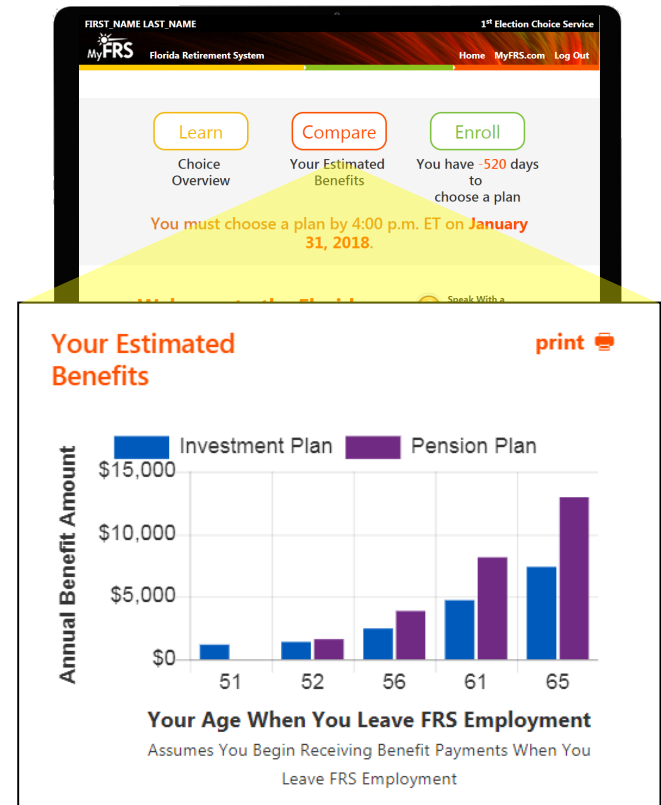 FIRST_NAME LAST_NAME 1st Election Choice Service
MyFRS Florida Retirement System Home MyFRS.com Log Out
Learn Compare Enroll
Choice Your Estimated You have -520 days
Overview Benefits to
choose a plan
You must choose a plan by 4:00 p.m. ET on January
31, 2018.
Speak With a
Your Estimated print
Benefits
Investment Plan Pension Plan
Annual Benefit Amount
$15,000
$10,000
$5,000
$0
51 52 56 61 65
Your Age When You Leave FRS Employment
Assumes You Begin Receiving Benefit Payments When You
Leave FRS Employment